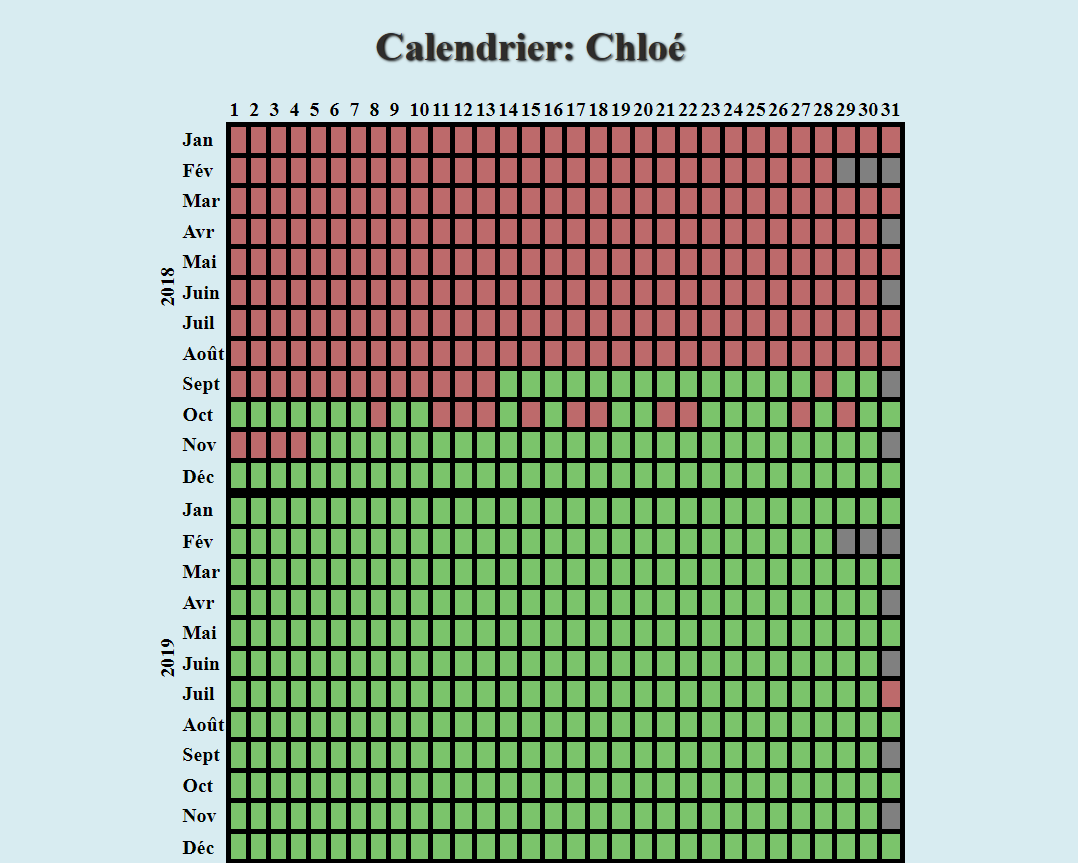 Calendrier: Chloé
1 2 3 4 5 6 7 8 9 10 11 12 13 14 15 16 17 18 19 20 21 22 23 24 25 26 27 28 29 30 31
2018
Jan
Fév
Mar
Avr
Mai
Juin
Juil
Août
Sept
Oct
Nov
Déc
2019
Jan
Fév
Mar
Avr
Mai
Juin
Juil
Août
Sept
Oct
Nov
Déc